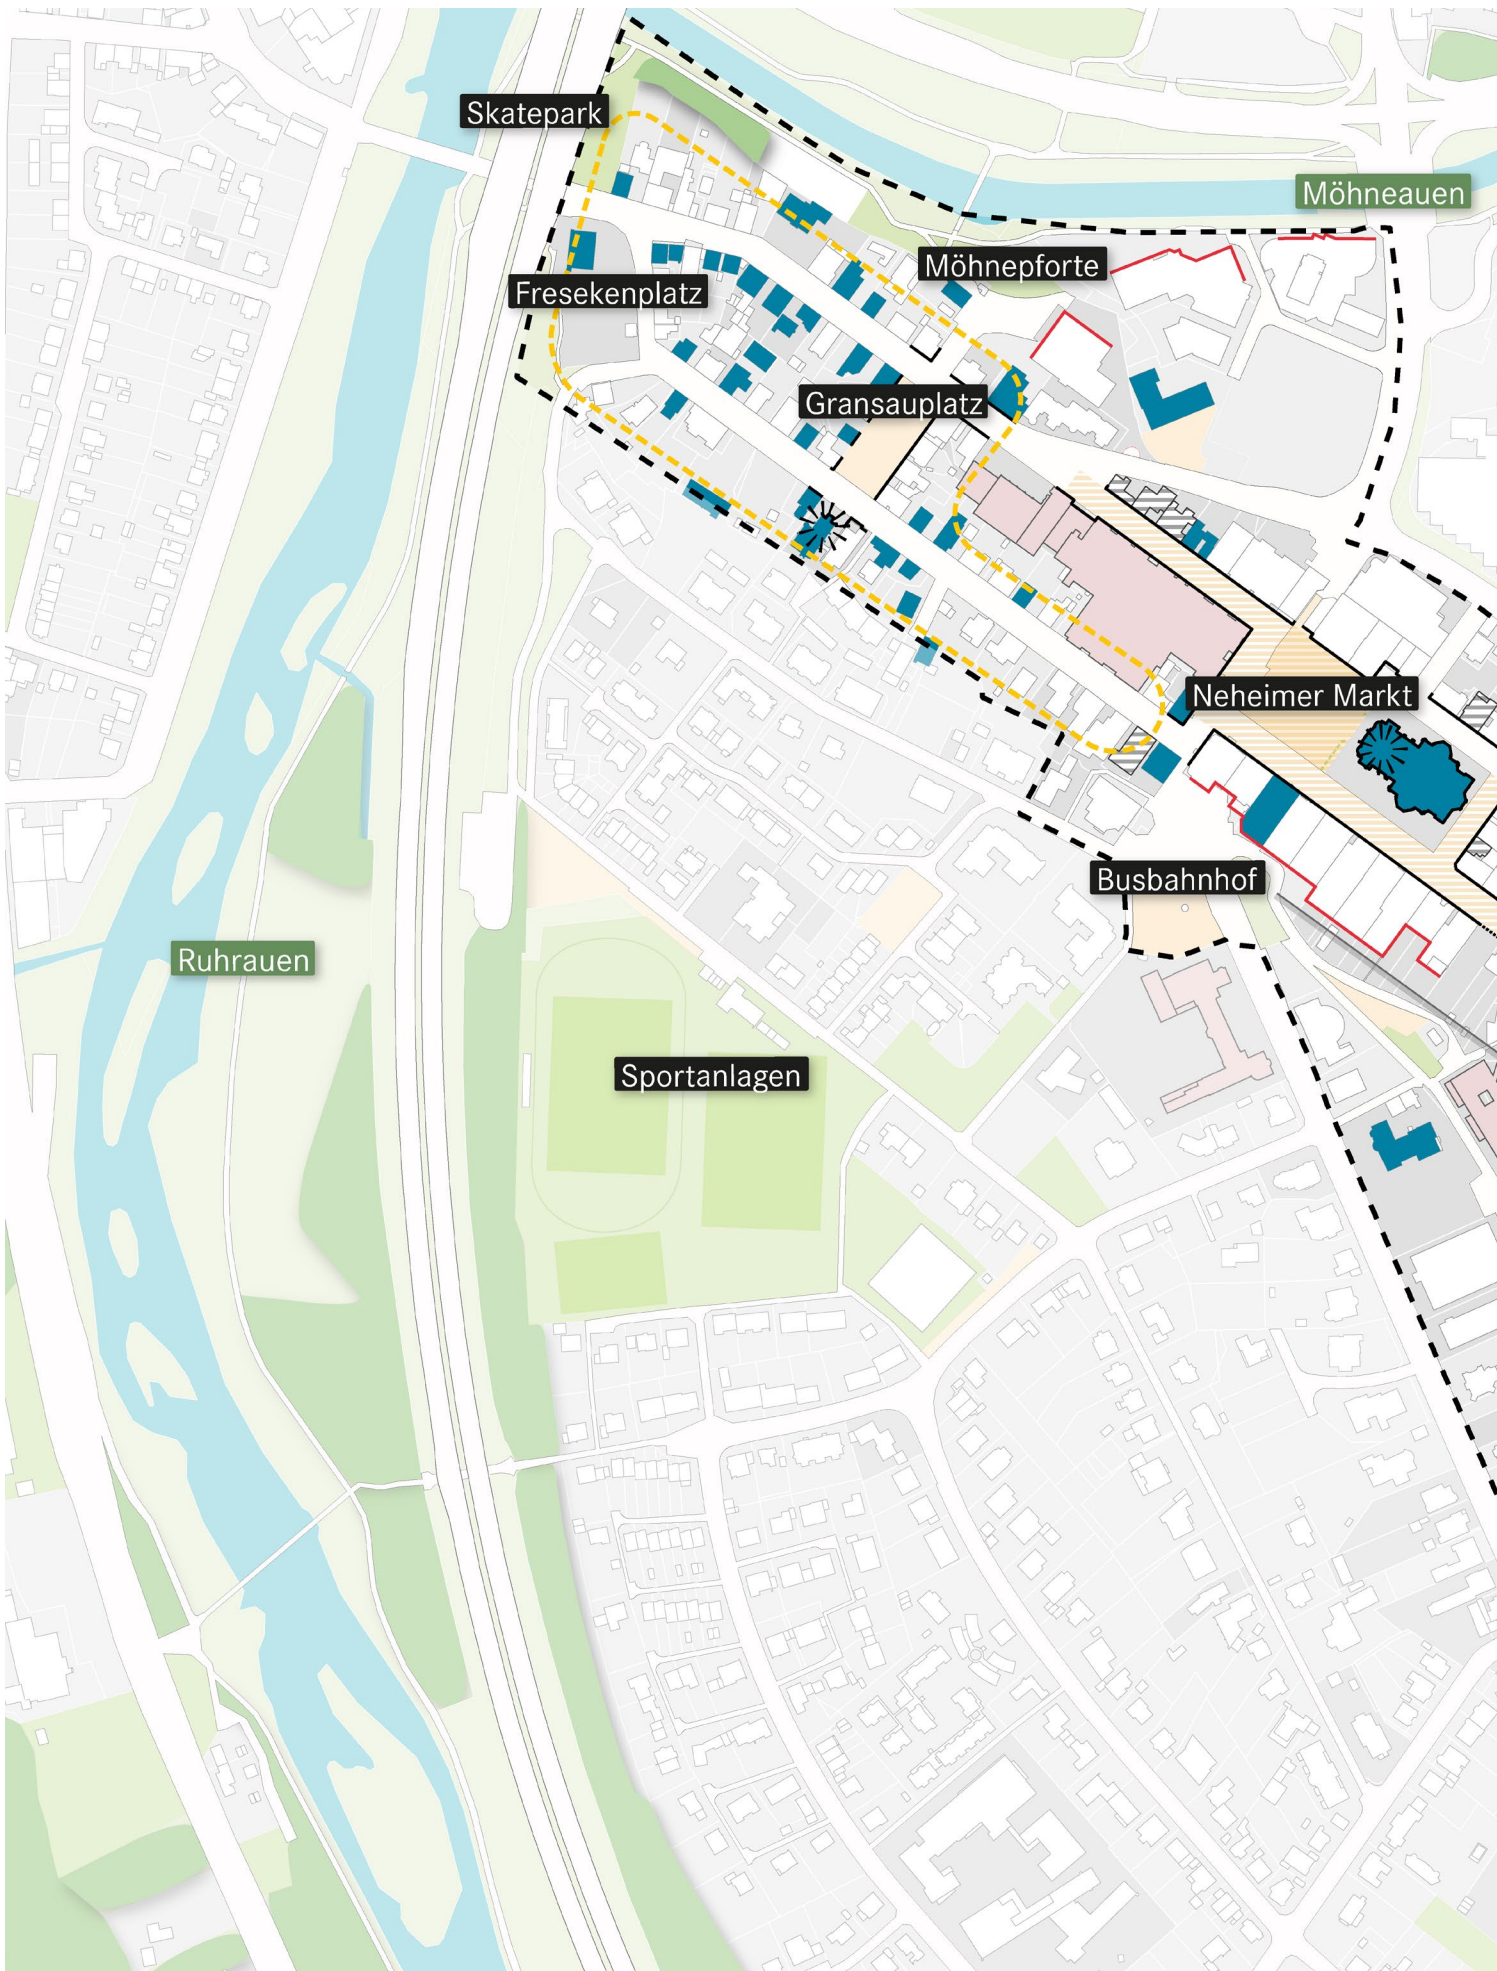 Skatepark
Möhneauen
Möhnepforte
Fresekenplatz
Gransauplatz
Neheimer Markt
Busbahnhof
Ruhrauen
Sportanlagen